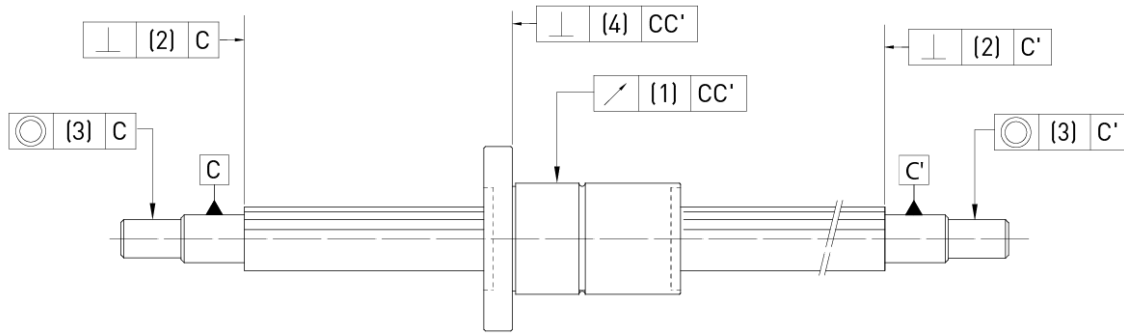 ⊥ (2) C
⊥ (4) CC'
⊥ (2) C'
↗ (1) CC'
◎ (3) C
◎ (3) C'
C
C'